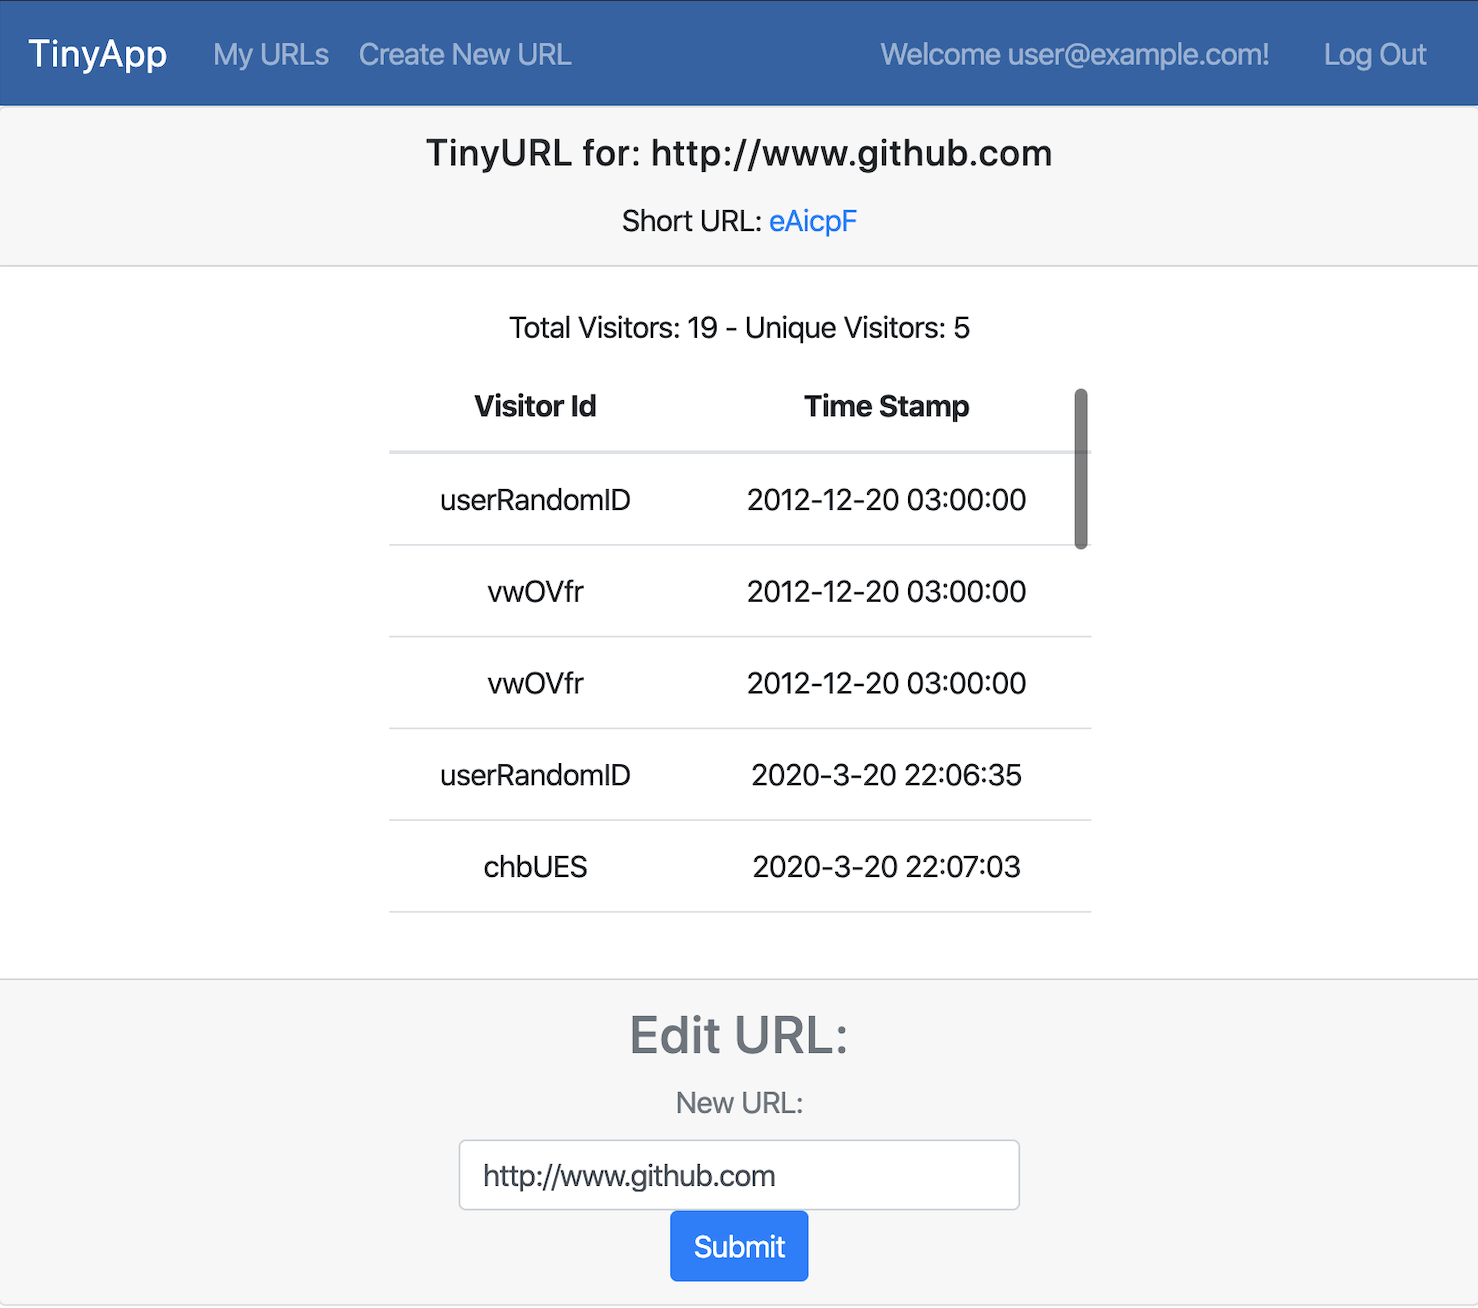 TinyApp My URLs Create New URL Welcome user@example.com! Log Out
TinyURL for: http://www.github.com
Short URL: eAicpF
Total Visitors: 19 - Unique Visitors: 5
Visitor Id Time Stamp
userRandomID 2012-12-20 03:00:00
vwOVfr 2012-12-20 03:00:00
vwOVfr 2012-12-20 03:00:00
userRandomID 2020-3-20 22:06:35
chbUES 2020-3-20 22:07:03
Edit URL:
New URL:
http://www.github.com
Submit